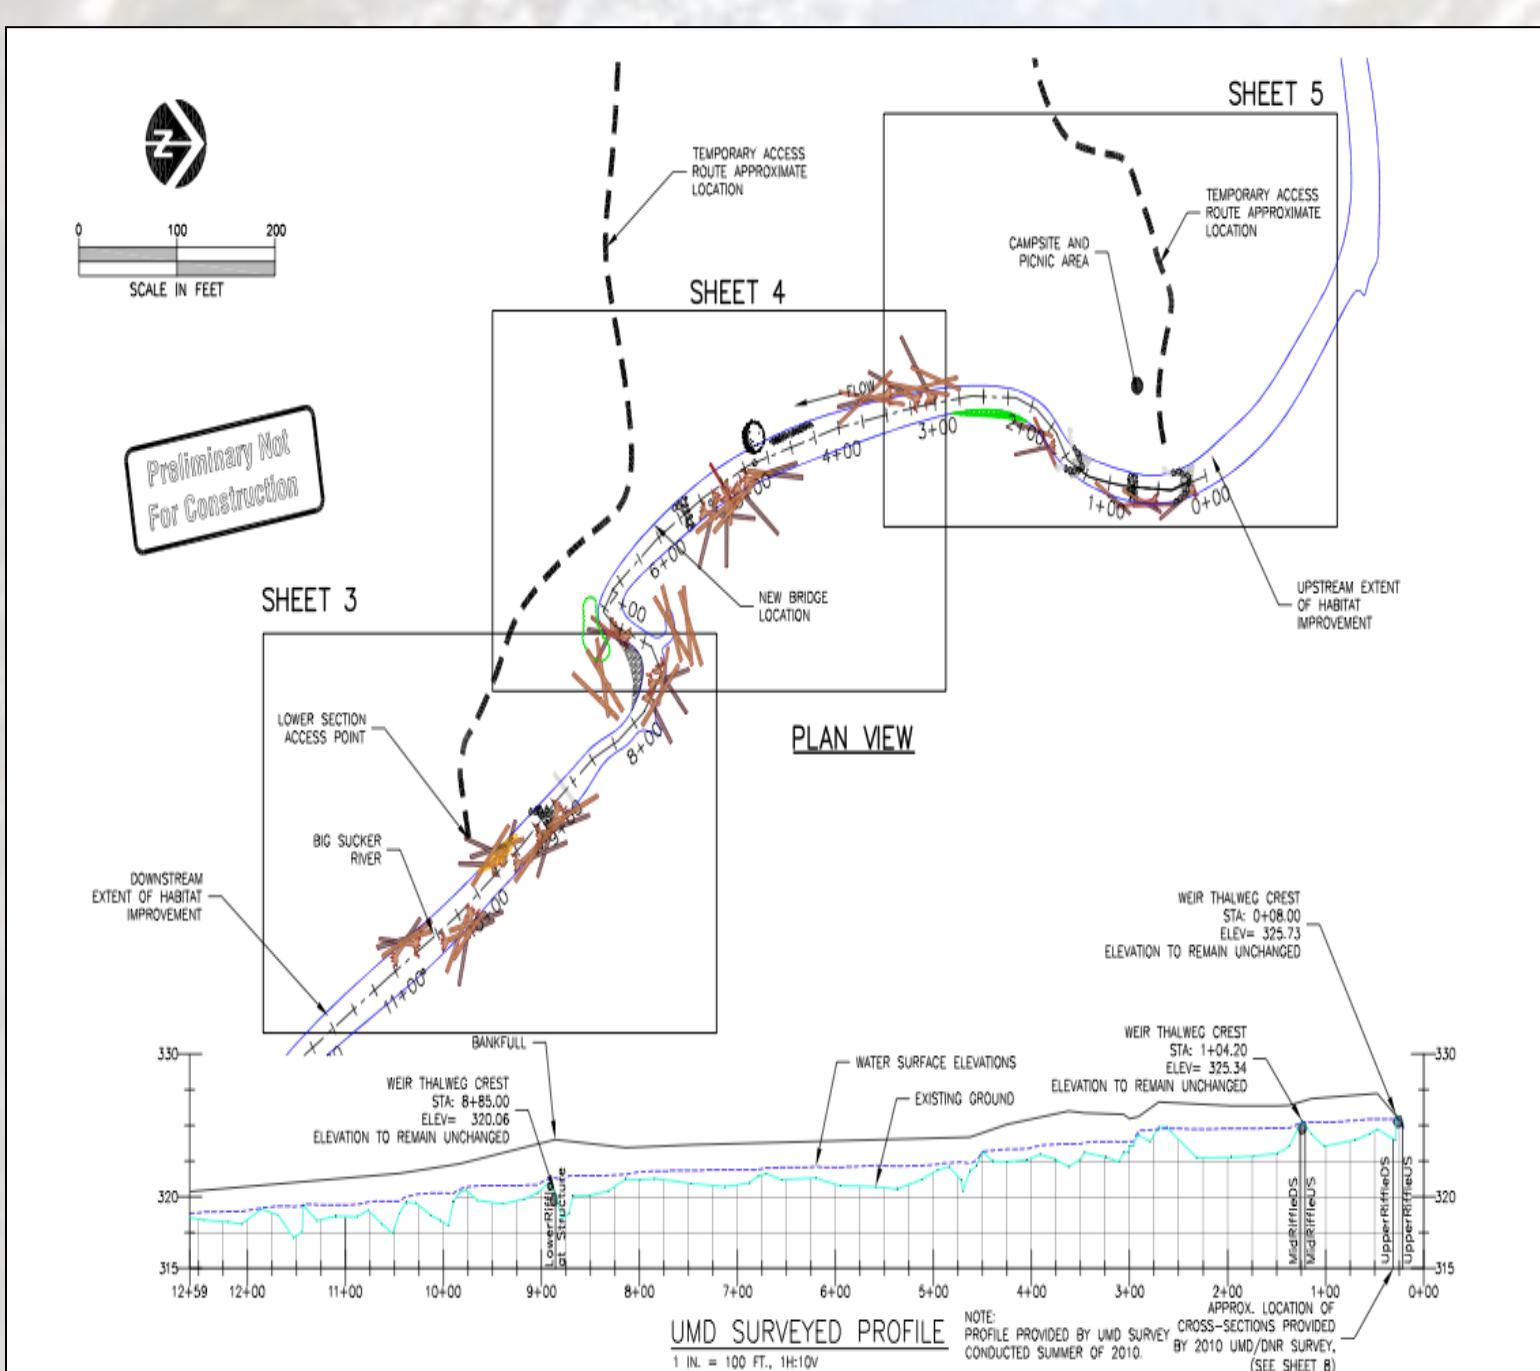 SHEET 5
Z
TEMPORARY ACCESS
ROUTE APPROXIMATE
LOCATION
TEMPORARY ACCESS
ROUTE APPROXIMATE
LOCATION
0 100 200
SCALE IN FEET
CAMPSITE AND
PICNIC AREA
SHEET 4
FLOW
Preliminary Not
For Construction
3+00
2+00
4+00
1+00
0+00
6+00
SHEET 3
NEW BRIDGE
LOCATION
UPSTREAM EXTENT
OF HABITAT
IMPROVEMENT
LOWER SECTION
ACCESS POINT
8+00
PLAN VIEW
BIG SUCKER
RIVER
DOWNSTREAM
EXTENT OF HABITAT
IMPROVEMENT
11+00
WEIR THALWEG CREST
STA: 0+08.00
ELEV= 325.73
ELEVATION TO REMAIN UNCHANGED
BANKFULL
WATER SURFACE ELEVATIONS
EXISTING GROUND
WEIR THALWEG CREST
STA: 1+04.20
ELEV= 325.34
ELEVATION TO REMAIN UNCHANGED
WEIR THALWEG CREST
STA: 8+85.00
ELEV= 320.06
ELEVATION TO REMAIN UNCHANGED
330 330
320 320
315 315
LowerRiffle
at Structure
MidRiffleDS
MidRiffleUS
UpperRiffleDS
UpperRiffleUS
12+59 12+00 11+00 10+00 9+00 8+00 7+00 6+00 5+00 4+00 3+00 2+00 1+00 0+00
UMD SURVEYED PROFILE
1 IN. = 100 FT., 1H:10V
NOTE:
PROFILE PROVIDED BY UMD SURVEY
CONDUCTED SUMMER OF 2010.
APPROX. LOCATION OF
CROSS-SECTIONS PROVIDED
BY 2010 UMD/DNR SURVEY,
(SEE SHEET 8)